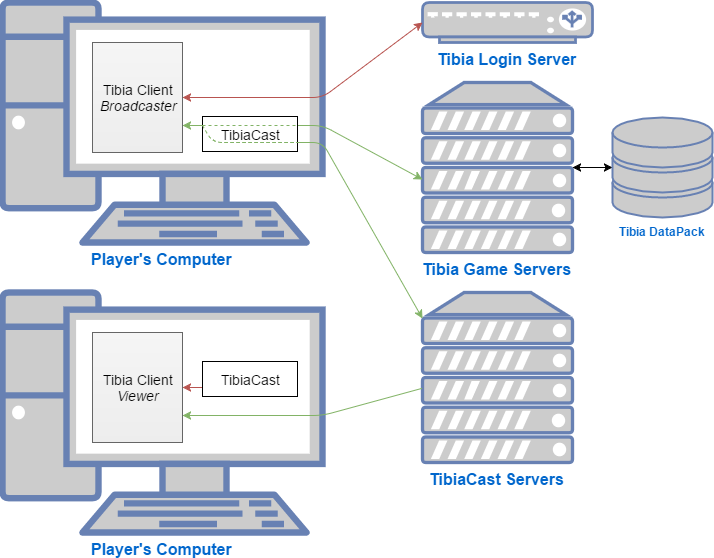 Tibia Client
Broadcaster
TibiaCast
Player's Computer
Tibia Login Server
Tibia Game Servers
Tibia DataPack
Tibia Client
Viewer
TibiaCast
Player's Computer
TibiaCast Servers